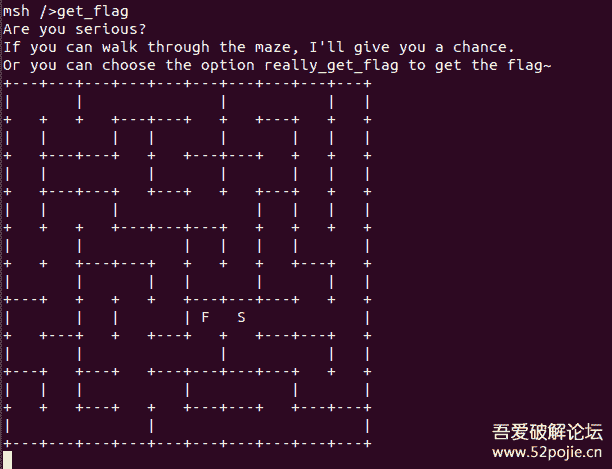 msh />get_flag
Are you serious?
If you can walk through the maze, I'll give you a chance.
Or you can choose the option really_get_flag to get the flag~
+---+---+---+---+---+---+---+---+---+---+
|       |               |           |   |
+   +   +   +---+---+   +   +---+   +   +
|   |       |   |       |       |   |   |
+   +---+---+   +   +---+---+   +   +   +
|   |           |       |       |   |   |
+   +---+---+   +---+   +   +---+   +   +
|   |       |               |   |   |   |
+   +   +   +---+---+---+   +   +   +   +
|       |           |   |   |   |       |
+   +   +---+---+   +   +   +   +---+   +
|       |       |   |       |       |   |
+---+   +   +   +   +---+---+---+   +   +
|       |   |       | F   S             |
+   +---+   +   +---+   +   +---+---+   +
|       |               |           |   |
+---+   +---+   +---+---+---+---+   +   +
|   |   |           |           |       |
+   +   +---+   +   +---+---+   +---+---+
|               |                       |
+---+---+---+---+---+---+---+---+---+---+
吾爱破解论坛
www.52pojie.cn